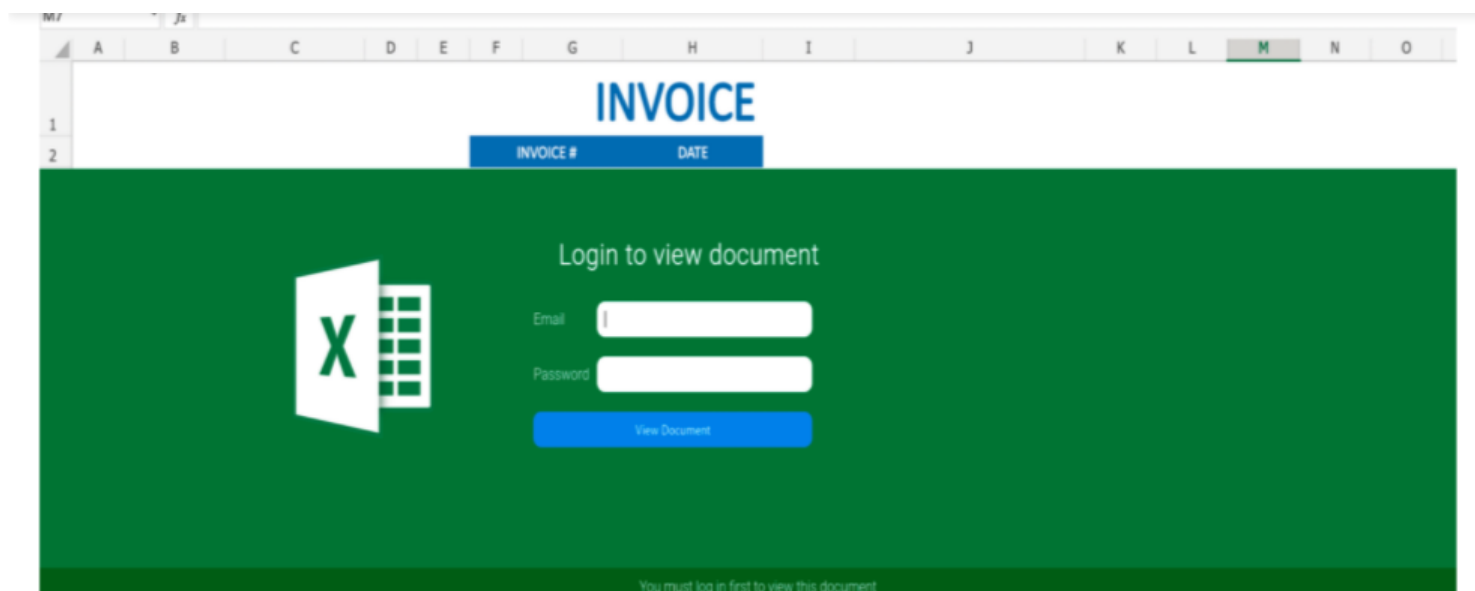 M7 fx
A B C D E F G H I J K L M N O
INVOICE
1
2 INVOICE # DATE
Login to view document
X
Email
Password
View Document
You must log in first to view this document